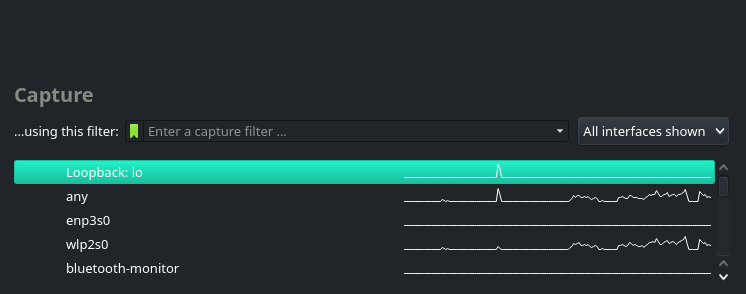 Capture
...using this filter: Enter a capture filter ... All interfaces shown
Loopback: lo
any
enp3s0
wlp2s0
bluetooth-monitor